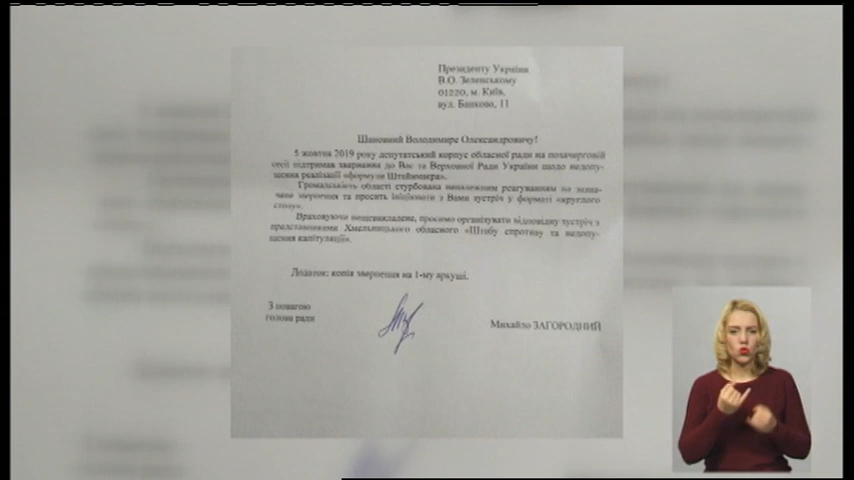 Президенту України
В.О. Зеленському
01220, м. Київ,
вул. Банкова, 11
Шановний Володимире Олександровичу!
5 жовтня 2019 року депутатський корпус обласної ради на позачерговій
сесії підтримав звернення до Вас та Верховної Ради України щодо недопу-
щення реалізації «формули Штайнмаєра».
Громадськість області стурбована неналежним реагуванням на зазна-
чене звернення та просить ініціювати з Вами зустріч у форматі «круглого
столу».
Враховуючи вищевикладене, просимо організувати відповідну зустріч з
представниками Хмельницького обласного «Штабу спротиву та недопу-
щення капітуляції».
Додаток: копія звернення на 1-му аркуші.
З повагою
голова ради
Михайло ЗАГОРОДНИЙ